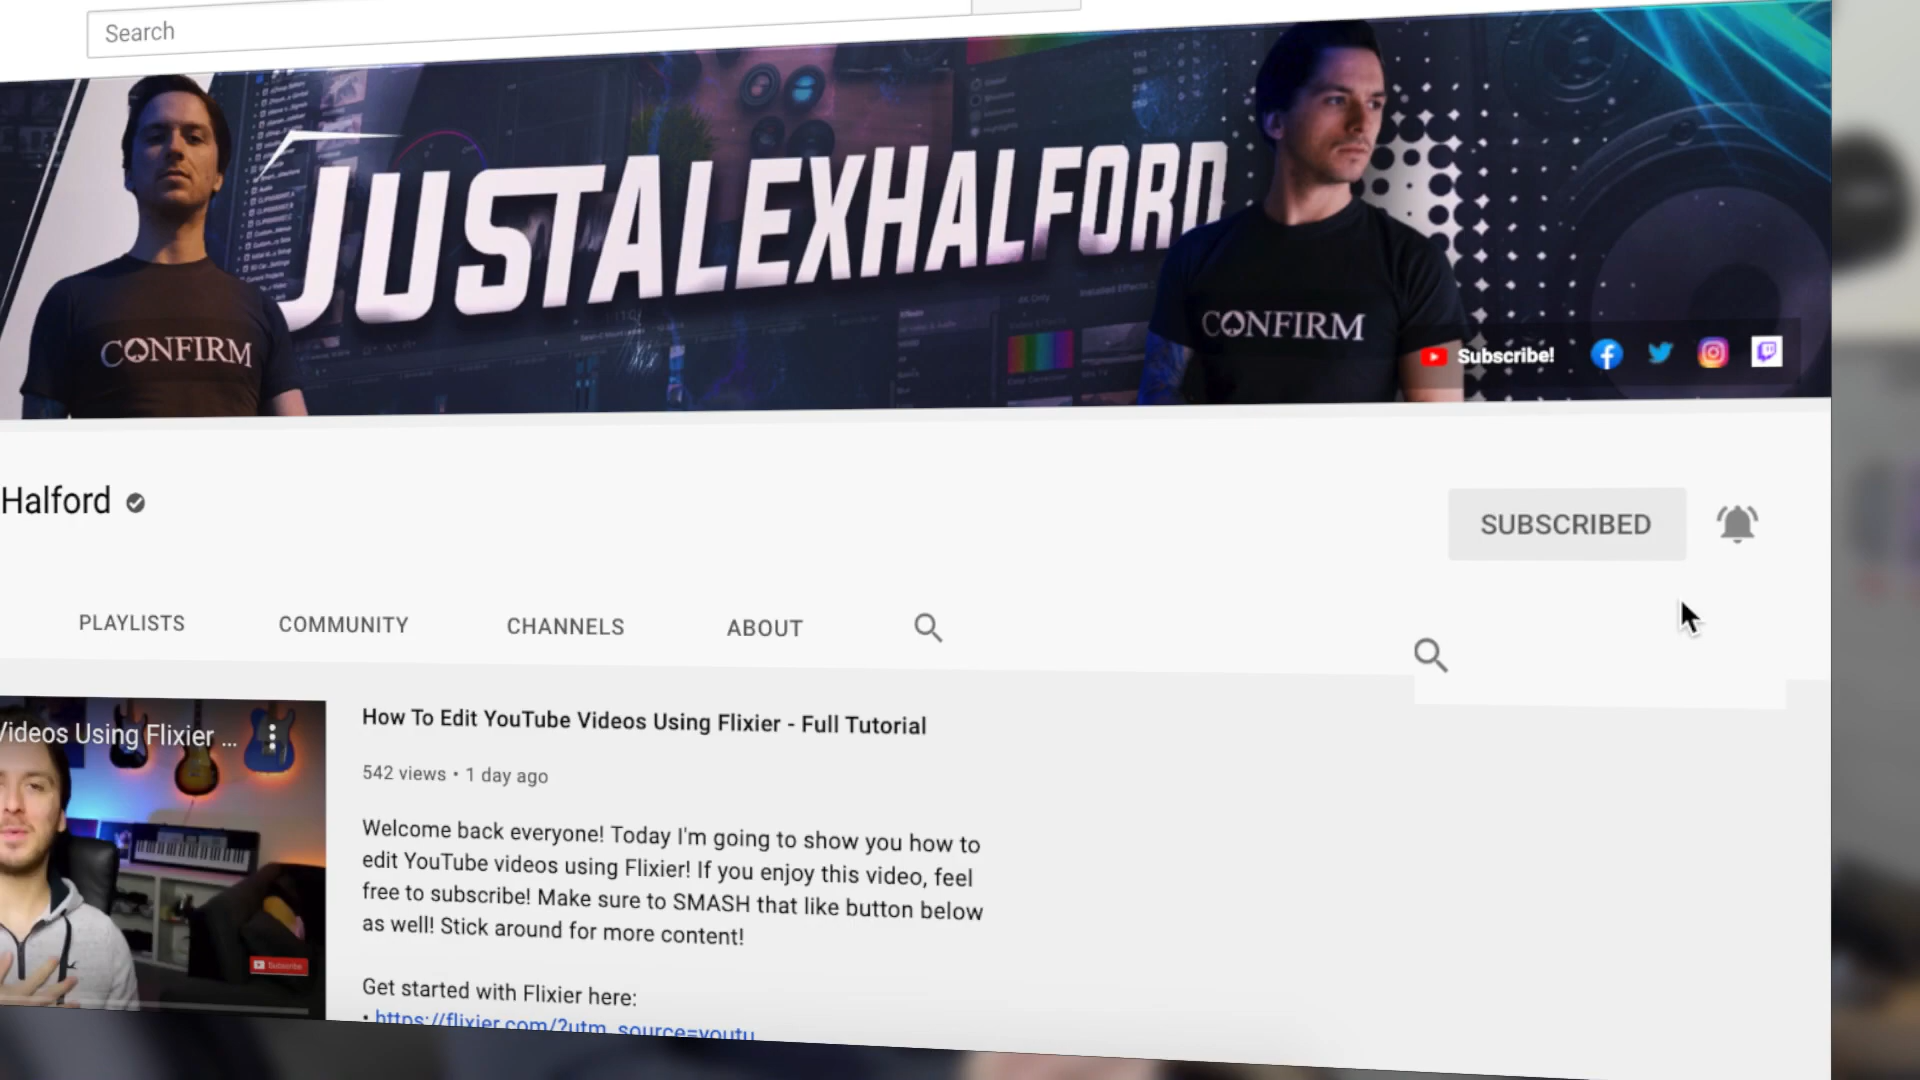 Search
JUSTALEXHALFORD
CONFIRM
CONFIRM
Subscribe!
Halford
SUBSCRIBED
PLAYLISTS
COMMUNITY
CHANNELS
ABOUT
Videos Using Flixier ...
Subscribe
How To Edit YouTube Videos Using Flixier - Full Tutorial
542 views • 1 day ago
Welcome back everyone! Today I'm going to show you how to
edit YouTube videos using Flixier! If you enjoy this video, feel
free to subscribe! Make sure to SMASH that like button below
as well! Stick around for more content!
Get started with Flixier here:
• https://flixier.com/?utm_source=youtu